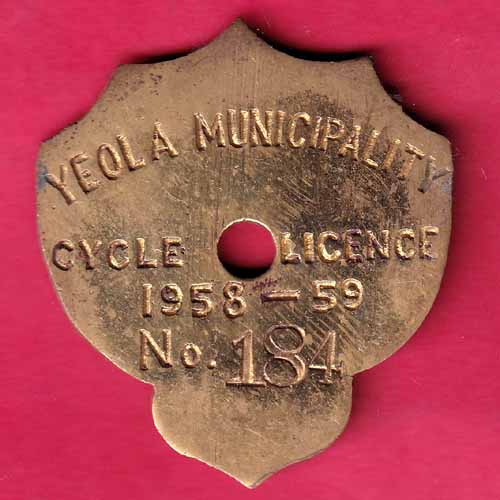 YEOLA MUNICIPALITY
CYCLE LICENCE
1958-59
No. 184